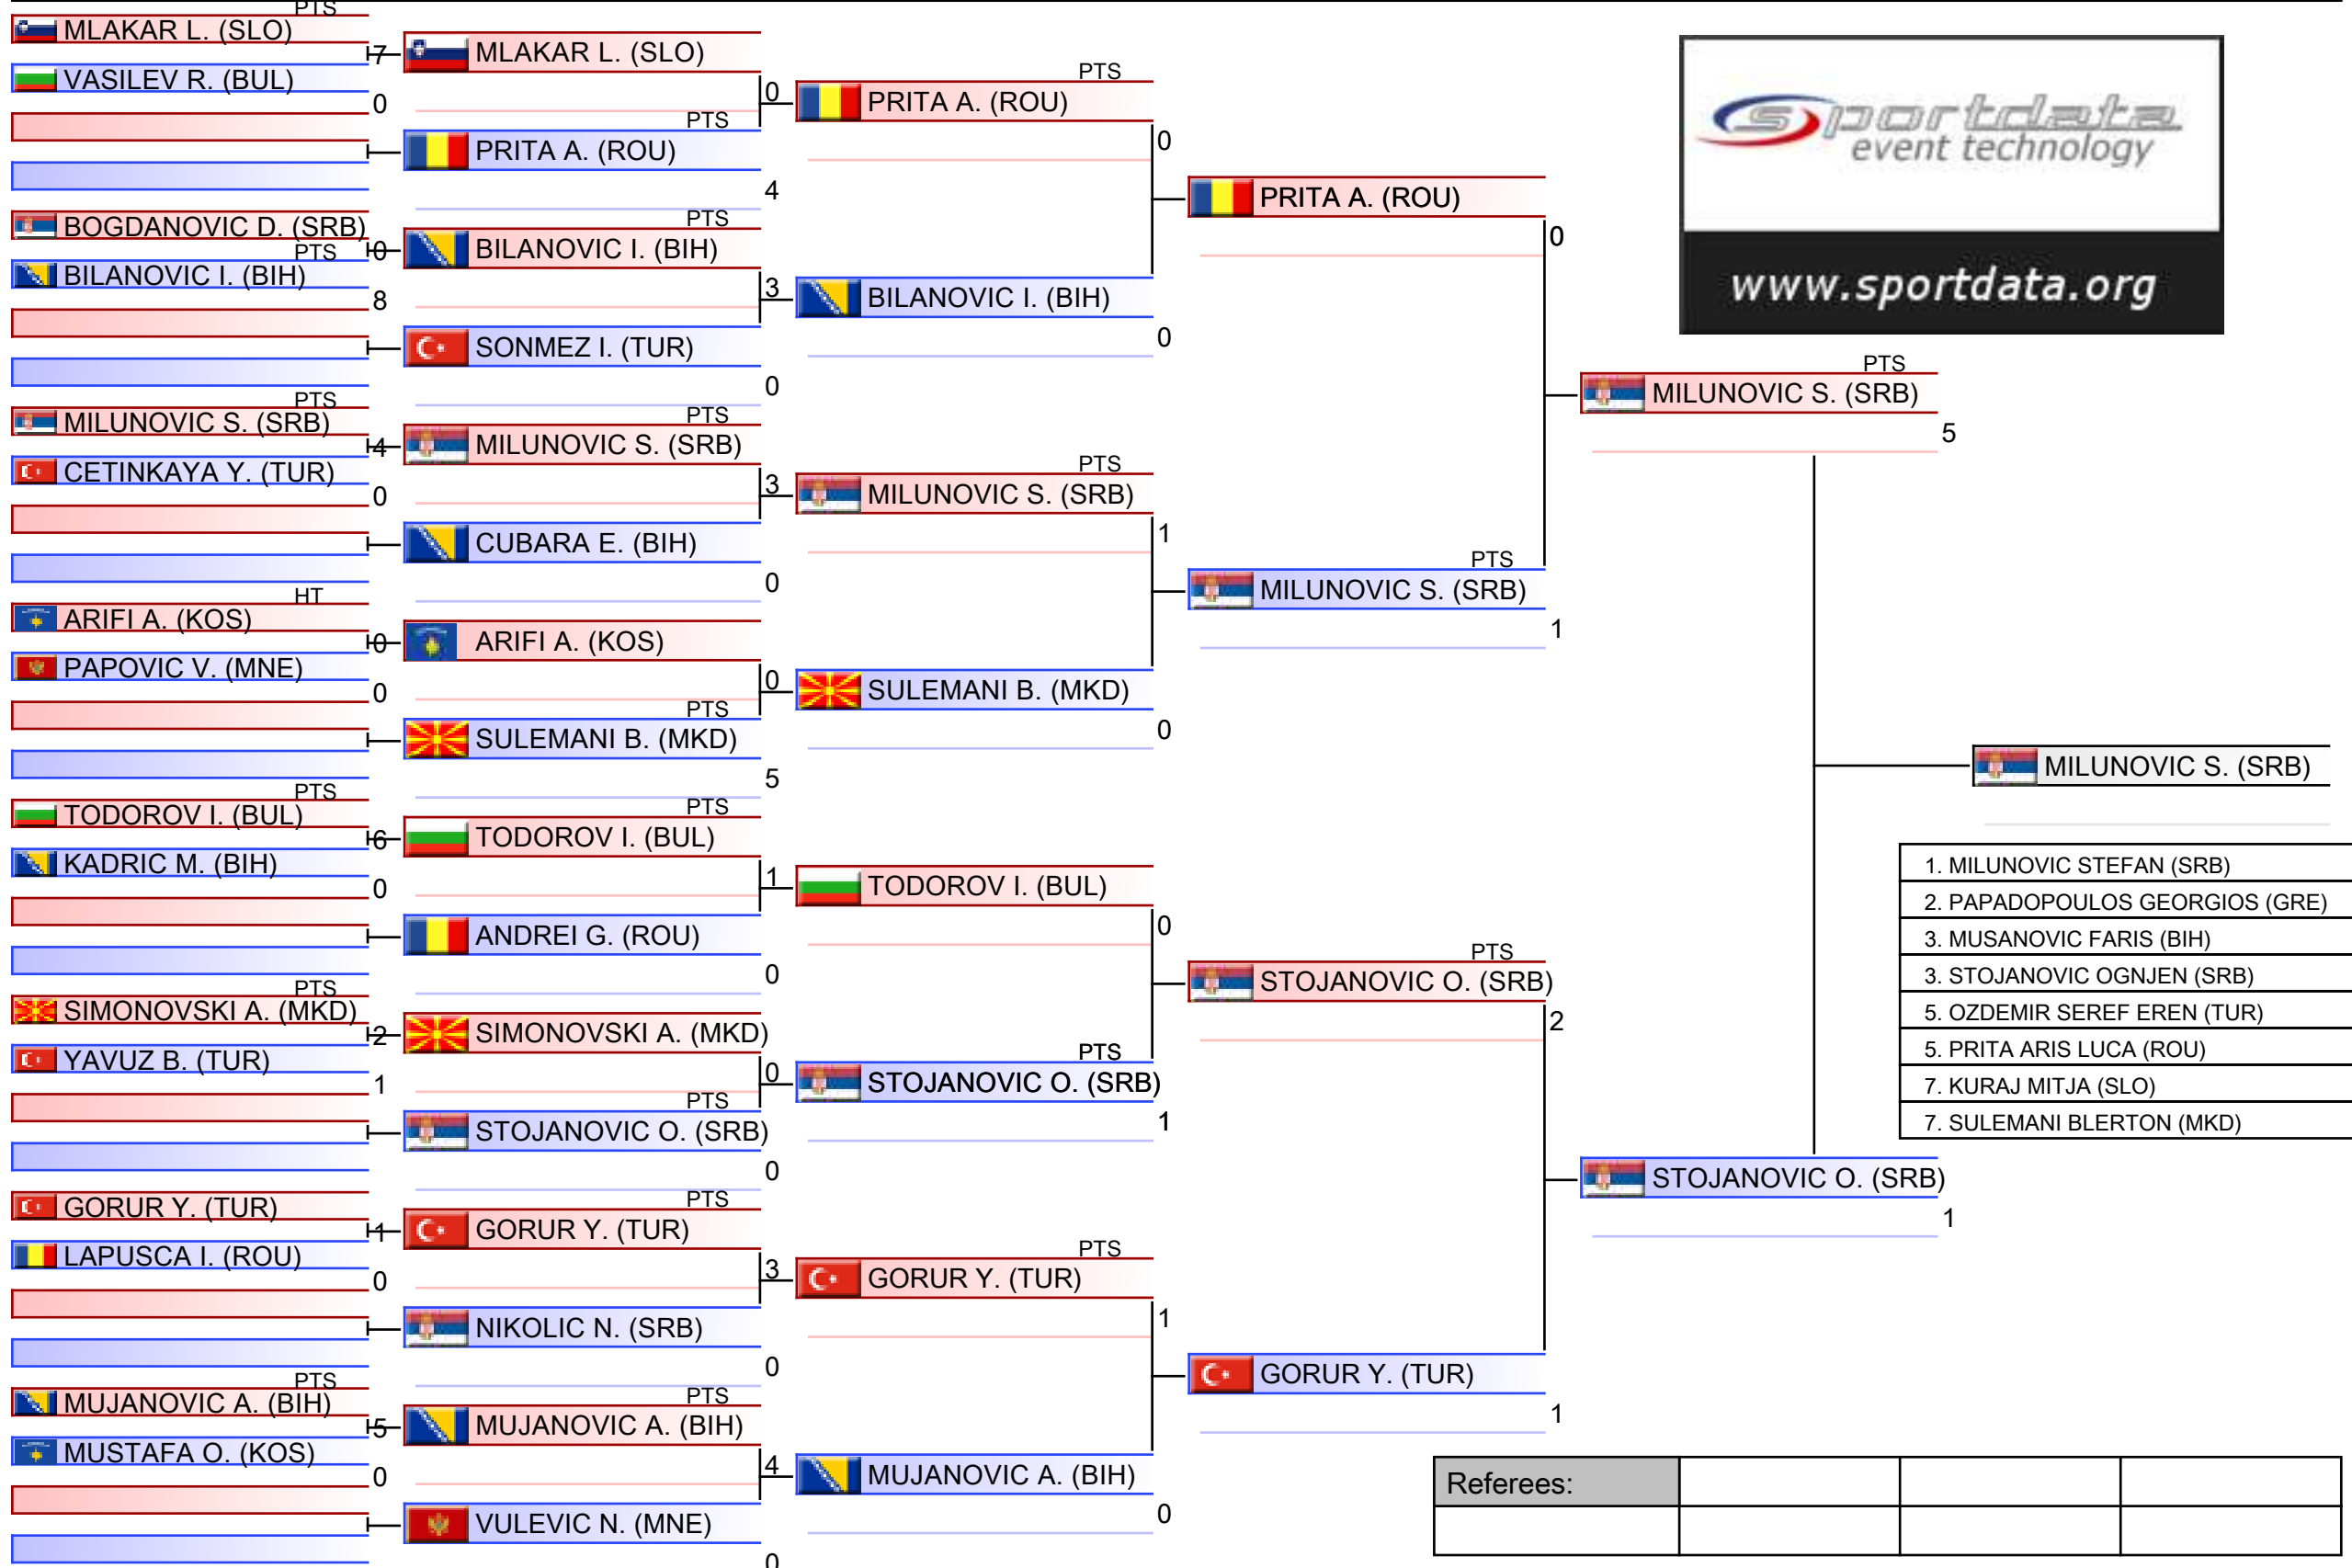 PTS
MLAKAR L. (SLO)
7
VASILEV R. (BUL)
0
PTS
BOGDANOVIC D. (SRB)
0
PTS
BILANOVIC I. (BIH)
8
PTS
MILUNOVIC S. (SRB)
4
CETINKAYA Y. (TUR)
0
HT
ARIFI A. (KOS)
0
PAPOVIC V. (MNE)
0
PTS
TODOROV I. (BUL)
6
KADRIC M. (BIH)
0
PTS
SIMONOVSKI A. (MKD)
2
YAVUZ B. (TUR)
1
GORUR Y. (TUR)
1
LAPUSCA I. (ROU)
0
PTS
MUJANOVIC A. (BIH)
5
MUSTAFA O. (KOS)
0
MLAKAR L. (SLO)
0
PTS
PRITA A. (ROU)
4
PTS
BILANOVIC I. (BIH)
3
SONMEZ I. (TUR)
0
PTS
MILUNOVIC S. (SRB)
3
CUBARA E. (BIH)
0
ARIFI A. (KOS)
0
PTS
SULEMANI B. (MKD)
5
PTS
TODOROV I. (BUL)
1
ANDREI G. (ROU)
0
SIMONOVSKI A. (MKD)
0
PTS
STOJANOVIC O. (SRB)
0
PTS
GORUR Y. (TUR)
3
NIKOLIC N. (SRB)
0
PTS
MUJANOVIC A. (BIH)
4
VULEVIC N. (MNE)
0
PTS
PRITA A. (ROU)
0
BILANOVIC I. (BIH)
0
PTS
MILUNOVIC S. (SRB)
1
SULEMANI B. (MKD)
0
TODOROV I. (BUL)
0
PTS
STOJANOVIC O. (SRB)
1
PTS
GORUR Y. (TUR)
1
MUJANOVIC A. (BIH)
0
PRITA A. (ROU)
0
PTS
MILUNOVIC S. (SRB)
1
PTS
STOJANOVIC O. (SRB)
2
GORUR Y. (TUR)
1
sportdata
event technology
www.sportdata.org
PTS
MILUNOVIC S. (SRB)
5
STOJANOVIC O. (SRB)
1
MILUNOVIC S. (SRB)
1. MILUNOVIC STEFAN (SRB)
2. PAPADOPOULOS GEORGIOS (GRE)
3. MUSANOVIC FARIS (BIH)
3. STOJANOVIC OGNJEN (SRB)
5. OZDEMIR SEREF EREN (TUR)
5. PRITA ARIS LUCA (ROU)
7. KURAJ MITJA (SLO)
7. SULEMANI BLERTON (MKD)
Referees: